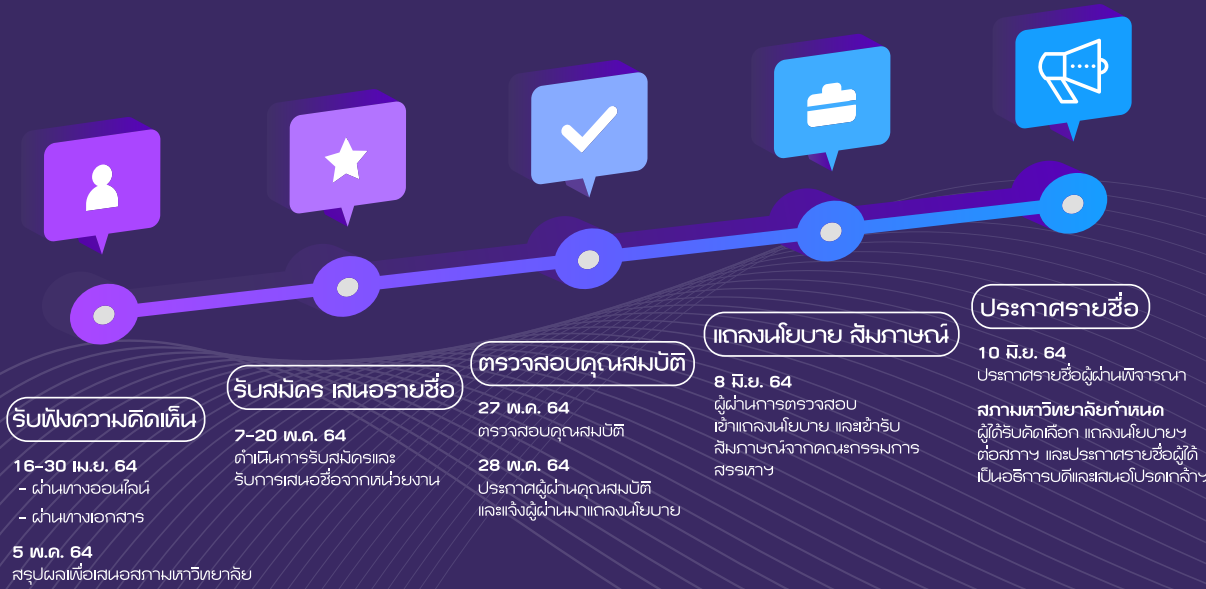 รับฟังความคิดเห็น
16-30 เม.ย. 64
- ผ่านทางออนไลน์
- ผ่านทางเอกสาร
5 พ.ค. 64
สรุปผลเพื่อเสนอสภามหาวิทยาลัย
รับสมัคร เสนอรายชื่อ
7-20 พ.ค. 64
ดำเนินการรับสมัครและ
รับการเสนอชื่อจากหน่วยงาน
ตรวจสอบคุณสมบัติ
27 พ.ค. 64
ตรวจสอบคุณสมบัติ
28 พ.ค. 64
ประกาศผู้ผ่านคุณสมบัติ
และแจ้งผู้ผ่านมาแถลงนโยบาย
แถลงนโยบาย สัมภาษณ์
8 มิ.ย. 64
ผู้ผ่านการตรวจสอบ
เข้าแถลงนโยบาย และเข้ารับ
สัมภาษณ์จากคณะกรรมการ
สรรหาฯ
ประกาศรายชื่อ
10 มิ.ย. 64
ประกาศรายชื่อผู้ผ่านพิจารณา
สภามหาวิทยาลัยกำหนด
ผู้ได้รับคัดเลือก แถลงนโยบายฯ
ต่อสภาฯ และประกาศรายชื่อผู้ได้
เป็นอธิการบดีและเสนอโปรดเกล้าฯ